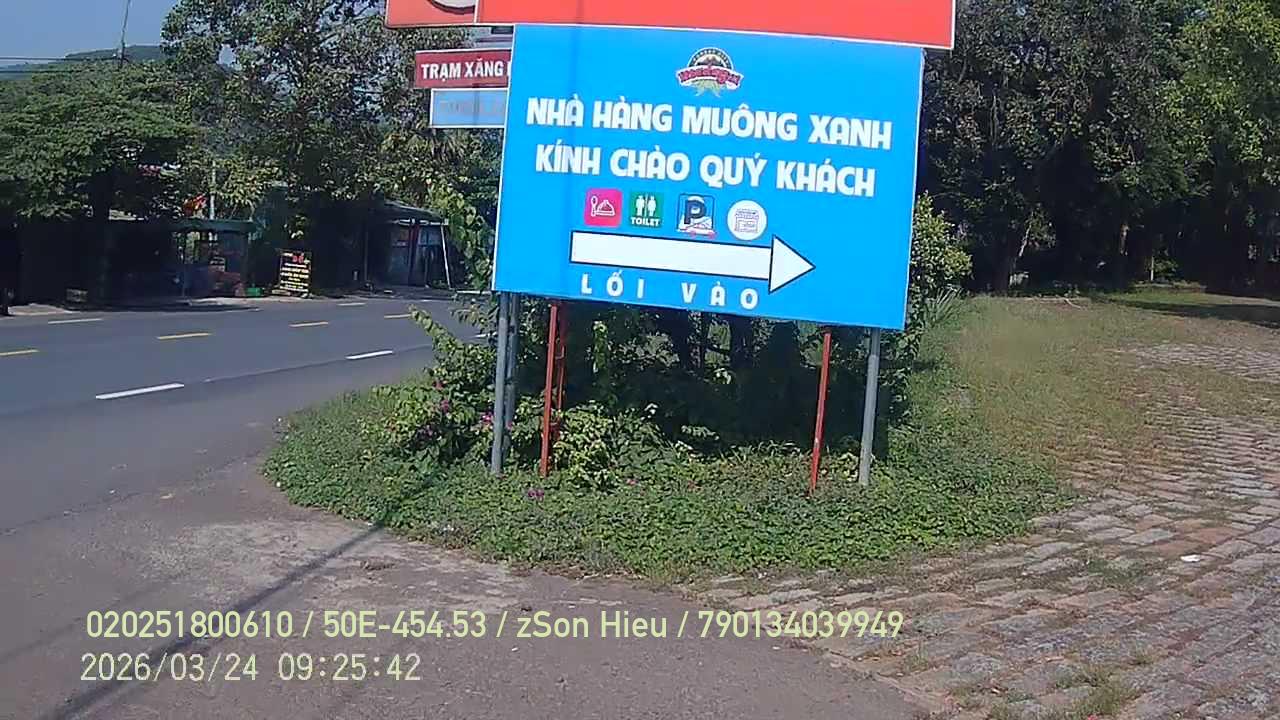 TRẠM XĂNG
NHÀ HÀNG MUÔNG XANH
KÍNH CHÀO QUÝ KHÁCH
TOILET
P
LỐI VÀO
020251800610 / 50E-454.53 / zSon Hieu / 790134039949
2026/03/24 09:25:42